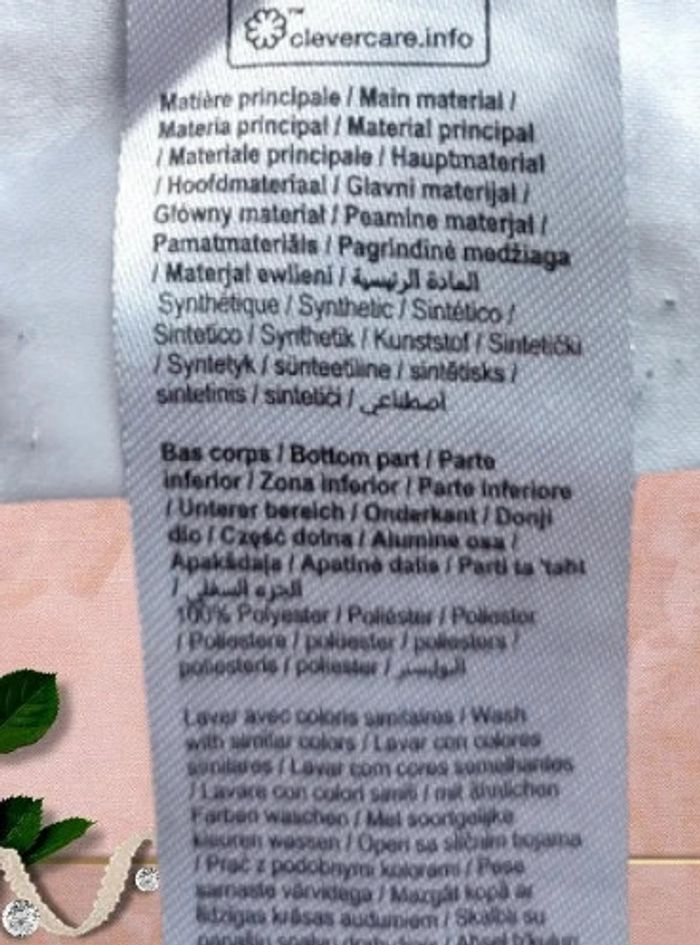 clevercare.info
Matière principale / Main material /
Materia principal / Material principal
/ Materiale principale / Hauptmaterial
/ Hoofdmateriaal / Glavni materijal /
Główny materiał / Peamine materjal /
Pamatmateriāls / Pagrindinė medžiaga
/ Materjal ewlieni / المادة الرئيسية
Synthétique / Synthetic / Sintético /
Sintetico / Synthetik / Kunststof / Sintetički
/ Syntetyk / sünteetiline / sintētisks /
sintetinis / sintetiči / اصطناعي
Bas corps / Bottom part / Parte
inferior / Zona inferior / Parte inferiore
/ Unterer bereich / Onderkant / Donji
dio / Część dolna / Alumine osa /
Apakšdaļa / Apatinė dalis / Parti ta 'taħt
/ الجزء السفلي
100% Polyester / Poliéster / Poliestor
/ Poliestere / polüester / poliesters /
poliesteris / poliester / البوليستر
Laver avec coloris similaires / Wash
with similar colors / Lavar con colores
similares / Lavar com cores semelhantes
/ Lavare con colori simili / mit ähnlichen
Farben waschen / Met soortgelijke
kleuren wassen / Operi sa sličnim bojama
/ Prać z podobnymi kolorami / Pese
samaste värvidega / Mazgāt kopā ar
līdzīgas krāsas audumiem / Skalbti su